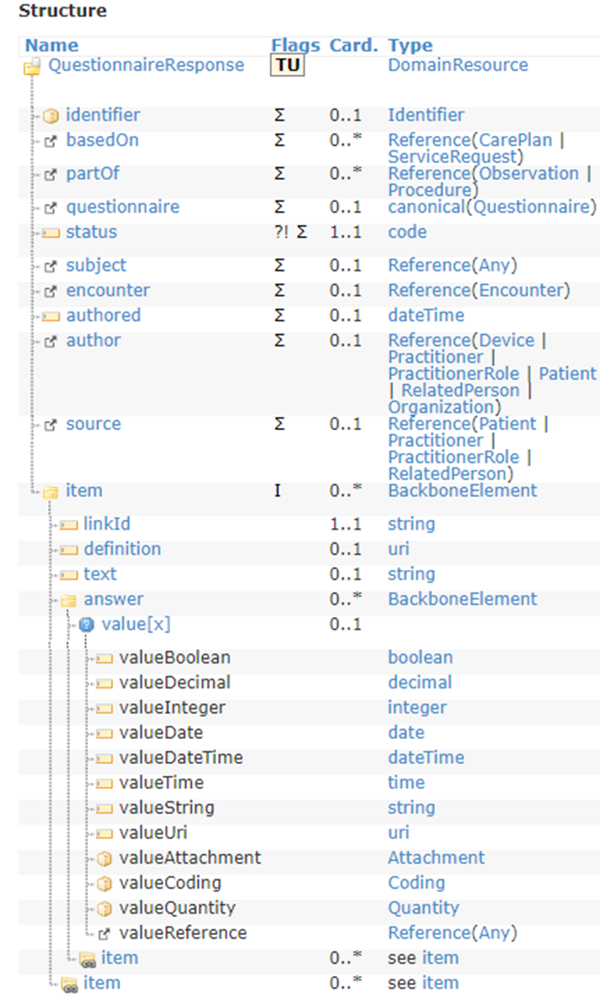 Structure
Name Flags Card. Type
QuestionnaireResponse TU DomainResource
identifier Σ 0..1 Identifier
basedOn Σ 0..* Reference(CarePlan |
ServiceRequest)
partOf Σ 0..* Reference(Observation |
Procedure)
questionnaire Σ 0..1 canonical(Questionnaire)
status ?! Σ 1..1 code
subject Σ 0..1 Reference(Any)
encounter Σ 0..1 Reference(Encounter)
authored Σ 0..1 dateTime
author Σ 0..1 Reference(Device |
Practitioner |
PractitionerRole | Patient
| RelatedPerson |
Organization)
source Σ 0..1 Reference(Patient |
Practitioner |
PractitionerRole |
RelatedPerson)
item I 0..* BackboneElement
linkId 1..1 string
definition 0..1 uri
text 0..1 string
answer 0..* BackboneElement
value[x] 0..1
valueBoolean boolean
valueDecimal decimal
valueInteger integer
valueDate date
valueDateTime dateTime
valueTime time
valueString string
valueUri uri
valueAttachment Attachment
valueCoding Coding
valueQuantity Quantity
valueReference Reference(Any)
item 0..* see item
item 0..* see item